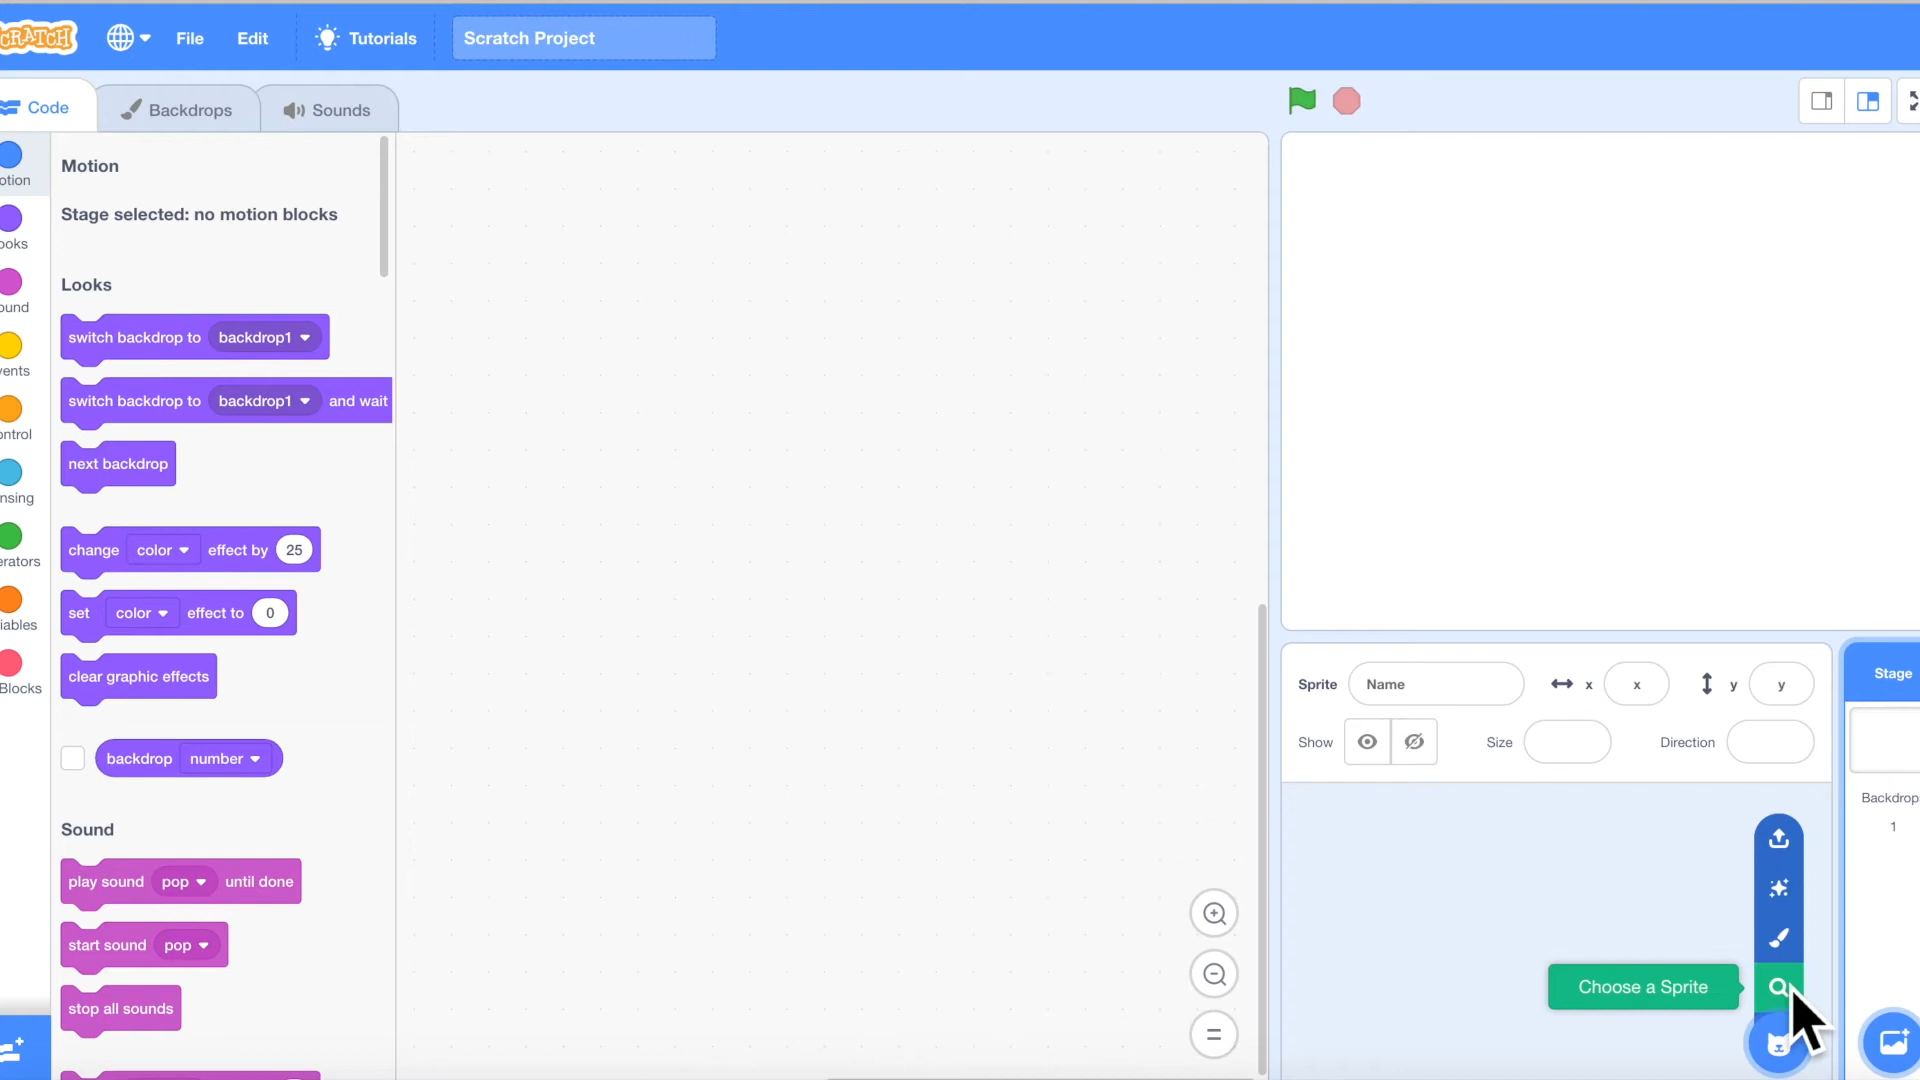 CRATCH
File
Edit
Tutorials
Scratch Project
Code
Backdrops
Sounds
otion
ooks
ound
vents
ontrol
nsing
erators
iables
Blocks
Motion
Stage selected: no motion blocks
Looks
switch backdrop to backdrop1
switch backdrop to backdrop1 and wait
next backdrop
change color effect by 25
set color effect to 0
clear graphic effects
backdrop number
Sound
play sound pop until done
start sound pop
stop all sounds
Sprite Name x x y y
Show Size Direction
Stage
Backdrop
1
Choose a Sprite